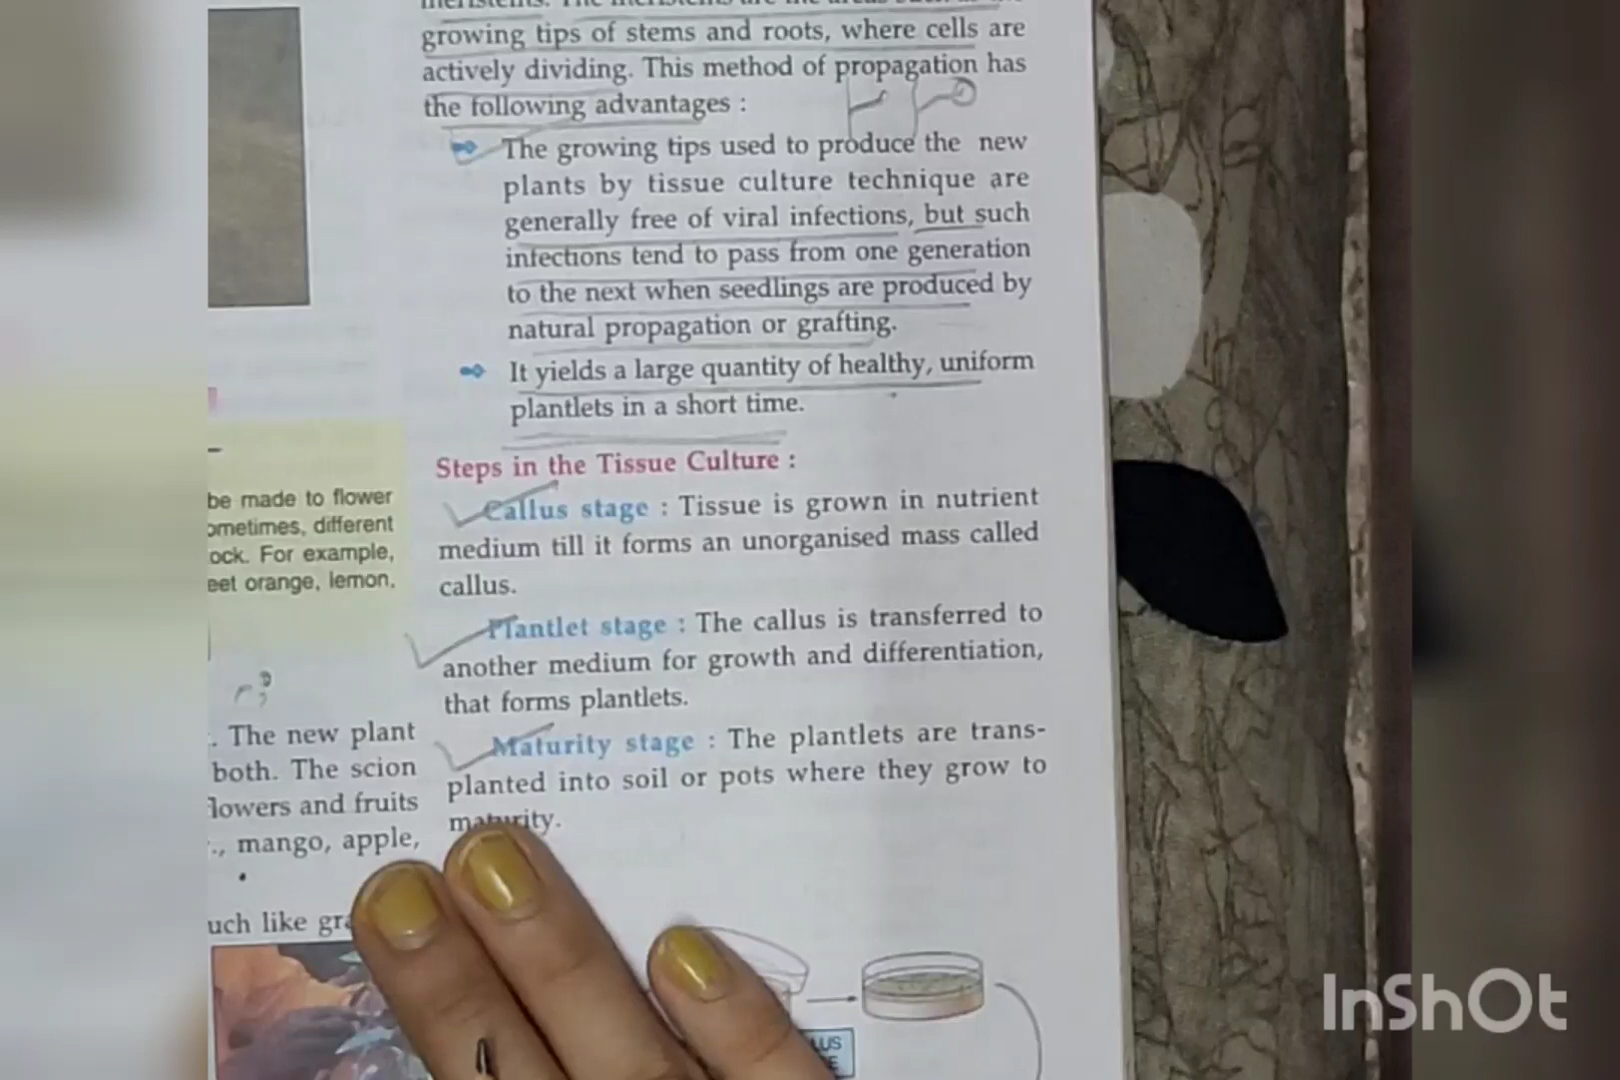 growing tips of stems and roots, where cells are
actively dividing. This method of propagation has
the following advantages :
The growing tips used to produce the new
plants by tissue culture technique are
generally free of viral infections, but such
infections tend to pass from one generation
to the next when seedlings are produced by
natural propagation or grafting.
It yields a large quantity of healthy, uniform
plantlets in a short time.
Steps in the Tissue Culture :
Callus stage : Tissue is grown in nutrient
medium till it forms an unorganised mass called
callus.
Plantlet stage : The callus is transferred to
another medium for growth and differentiation,
that forms plantlets.
Maturity stage : The plantlets are trans-
planted into soil or pots where they grow to
maturity.
be made to flower
ometimes, different
ock. For example,
eet orange, lemon,
. The new plant
both. The scion
lowers and fruits
., mango, apple,
uch like gra
LUS
InShOt